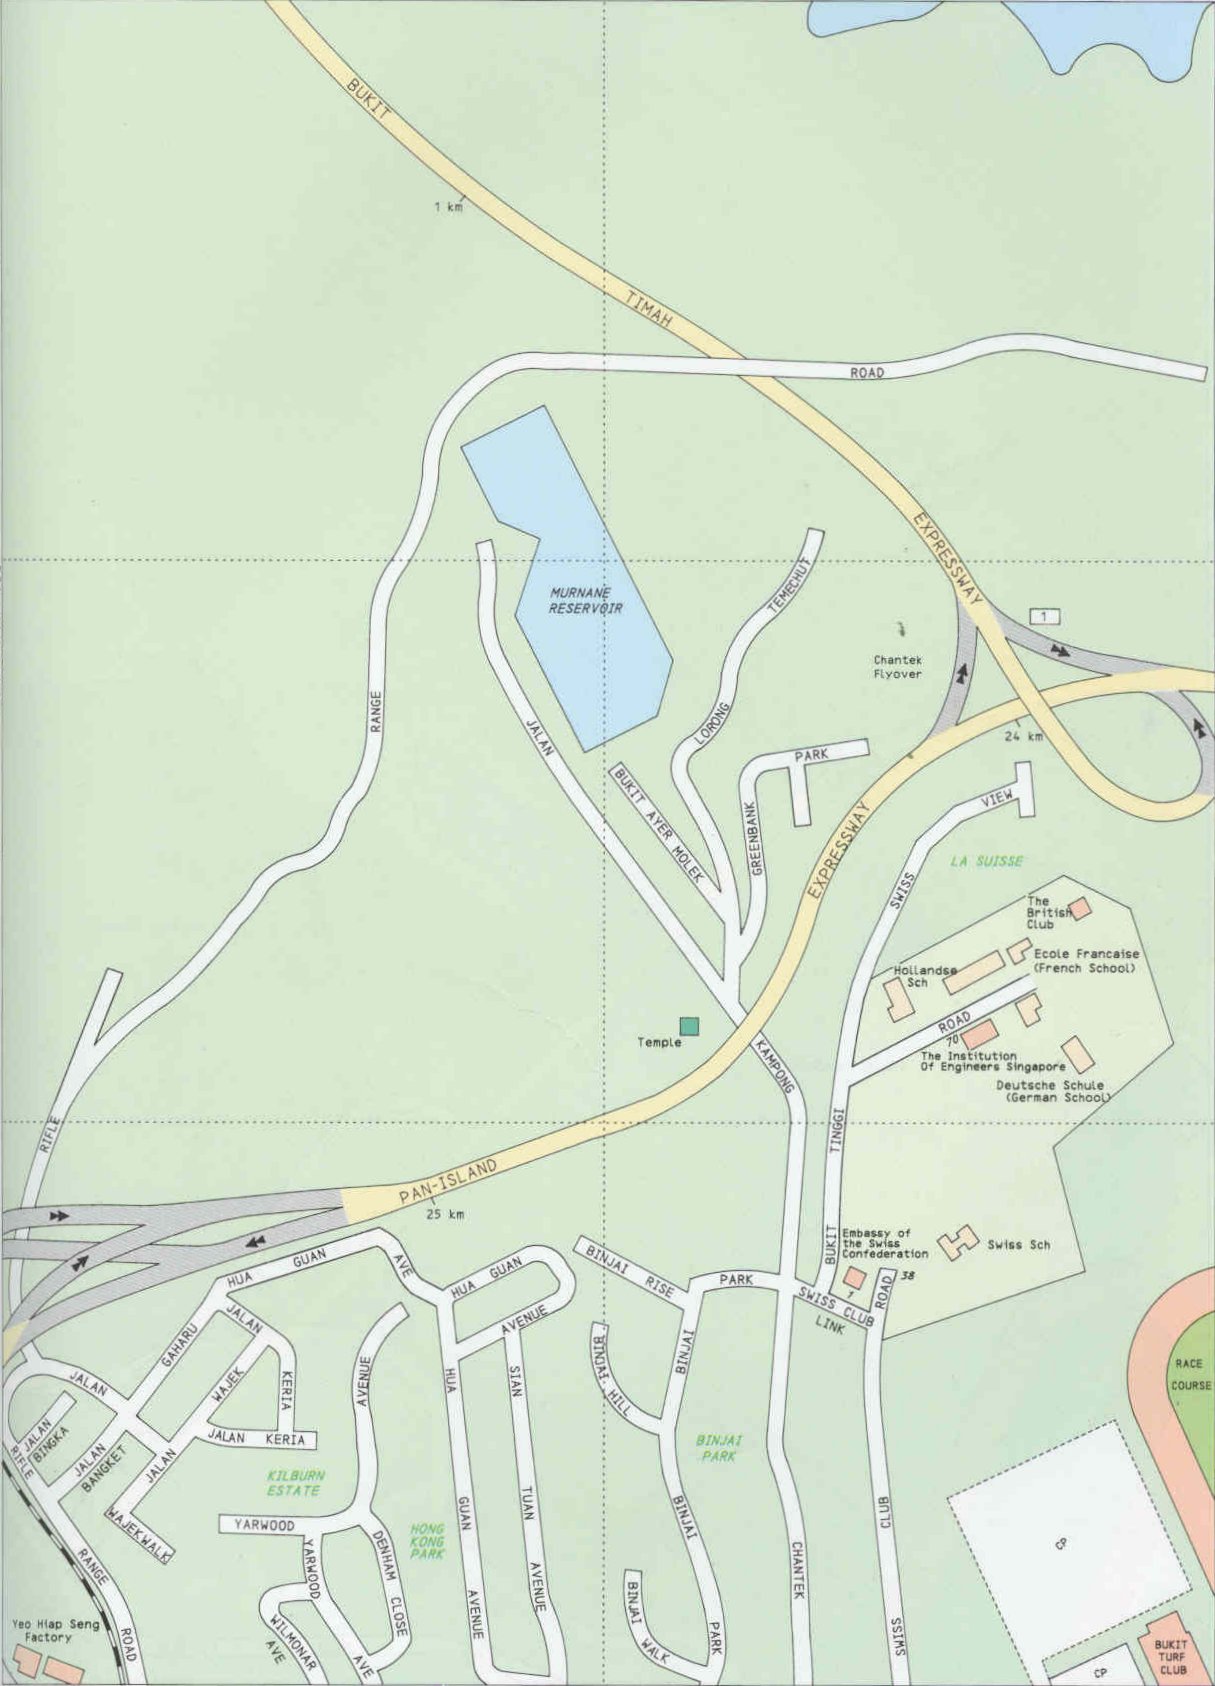 BUKIT
1 km
TIMAH
ROAD
EXPRESSWAY
MURNANE
RESERVOIR
TEMECHUT
1
Chantek
Flyover
RANGE
JALAN
LORONG
24 km
PARK
BUKIT AYER MOLEK
GREENBANK
EXPRESSWAY
VIEW
SWISS
LA SUISSE
The
British
Club
Ecole Francaise
(French School)
Hollandse
Sch
ROAD
70
The Institution
Of Engineers Singapore
Temple
KAMPONG
Deutsche Schule
(German School)
RIFLE
TINGGI
PAN-ISLAND
25 km
BUKIT
Embassy of
the Swiss
Confederation
Swiss Sch
7
38
HUA GUAN
AVE
HUA GUAN
AVENUE
BINJAI RISE
PARK
SWISS CLUB
LINK
ROAD
JALAN
GAHARU
WAJEK
KERIA
AVENUE
HUA
SIAN
BINJAI HILL
BINJAI
RACE
COURSE
JALAN
JALAN
BINGKA
RIFLE
JALAN
BANGKET
JALAN
JALAN KERIA
KILBURN
ESTATE
BINJAI
PARK
WAJEK WALK
YARWOOD
YARWOOD
HONG
KONG
PARK
DENHAM CLOSE
GUAN
TUAN
BINJAI
CLUB
CP
RANGE
CHANTEK
AVENUE
AVENUE
BINJAI
WALK
PARK
SWISS
Yeo Hiap Seng
Factory
ROAD
WILMONAR
AVE
AVE
CP
BUKIT
TURF
CLUB